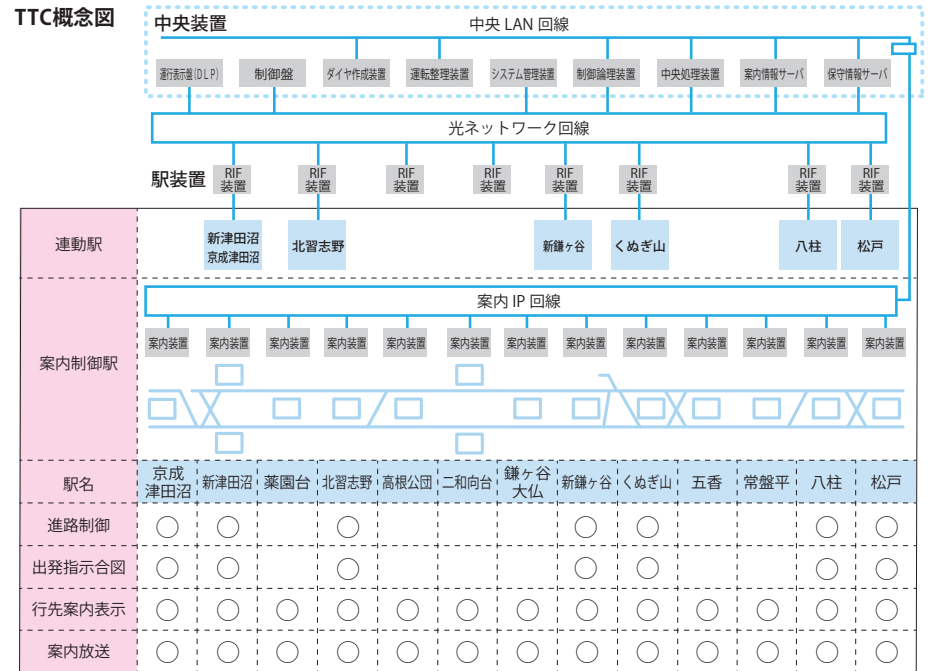 TTC概念図
中央装置
中央 LAN 回線
運行表示盤(DLP)
制御盤
ダイヤ作成装置
運転整理装置
システム管理装置
制御論理装置
中央処理装置
案内情報サーバ
保守情報サーバ
光ネットワーク回線
駅装置
RIF
装置
RIF
装置
RIF
装置
RIF
装置
RIF
装置
RIF
装置
RIF
装置
RIF
装置
連動駅
新津田沼
京成津田沼
北習志野
新鎌ヶ谷
くぬぎ山
八柱
松戸
案内 IP 回線
案内制御駅
案内装置
案内装置
案内装置
案内装置
案内装置
案内装置
案内装置
案内装置
案内装置
案内装置
案内装置
案内装置
案内装置
駅名
京成
津田沼
新津田沼
薬園台
北習志野
高根公団
二和向台
鎌ヶ谷
大仏
新鎌ヶ谷
くぬぎ山
五香
常盤平
八柱
松戸
進路制御 ○ ○ ○ ○ ○ ○ ○
出発指示合図 ○ ○ ○ ○ ○ ○ ○
行先案内表示 ○ ○ ○ ○ ○ ○ ○ ○ ○ ○ ○ ○ ○
案内放送 ○ ○ ○ ○ ○ ○ ○ ○ ○ ○ ○ ○ ○